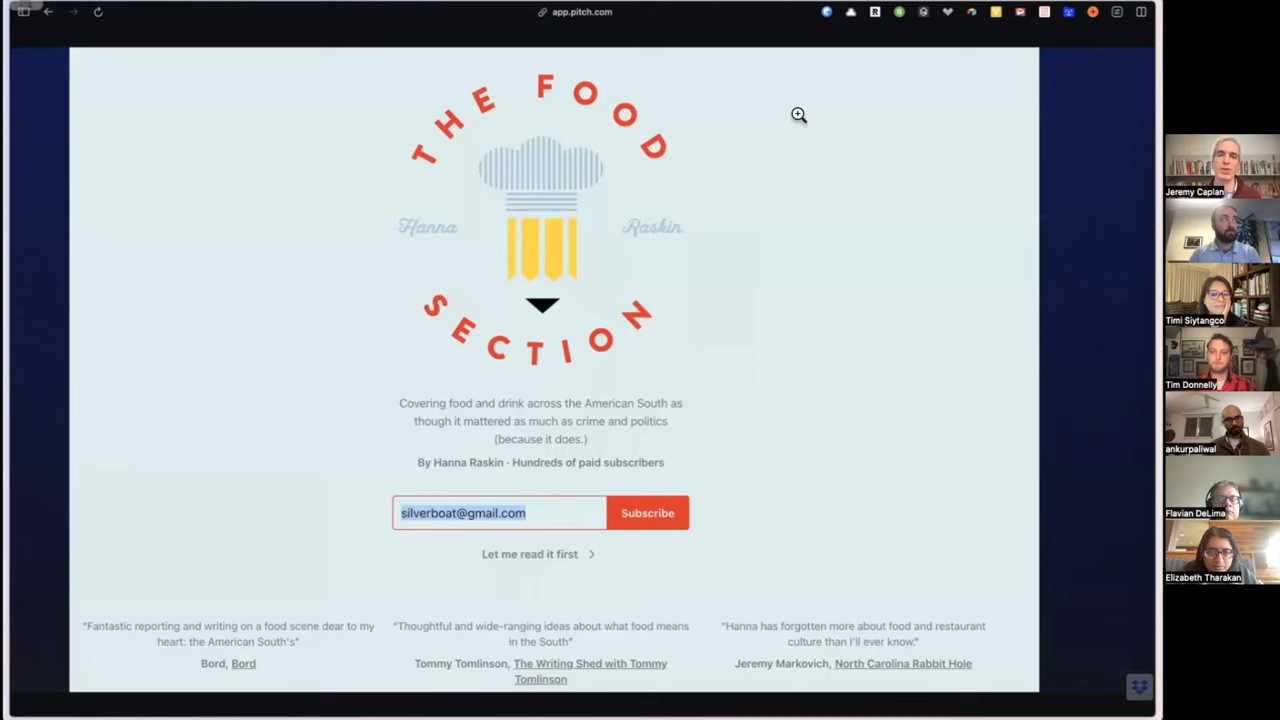 app.pitch.com
THE FOOD
Hanna Raskin
SECTION
Covering food and drink across the American South as
though it mattered as much as crime and politics
(because it does.)
By Hanna Raskin · Hundreds of paid subscribers
silverboat@gmail.com Subscribe
Let me read it first
"Fantastic reporting and writing on a food scene dear to my
heart: the American South's"
Bord, Bord
"Thoughtful and wide-ranging ideas about what food means
in the South"
Tommy Tomlinson, The Writing Shed with Tommy
Tomlinson
"Hanna has forgotten more about food and restaurant
culture than I'll ever know."
Jeremy Markovich, North Carolina Rabbit Hole
Jeremy Caplan
Timi Siytangco
Tim Donnelly
ankurpaliwal
Flavian DeLima
Elizabeth Tharakan